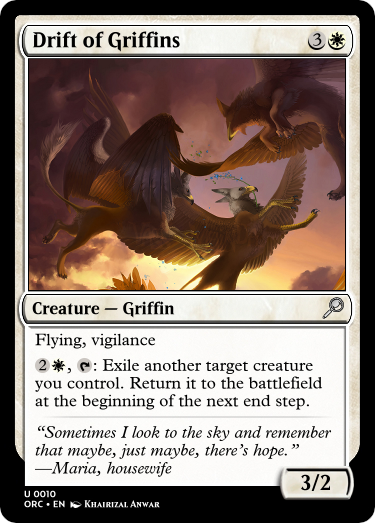 Drift of Griffins 3
Creature — Griffin
Flying, vigilance
2, : Exile another target creature
you control. Return it to the battlefield
at the beginning of the next end step.
“Sometimes I look to the sky and remember
that maybe, just maybe, there’s hope.”
—Maria, housewife
3/2
U 0010
ORC • EN Khairizal Anwar